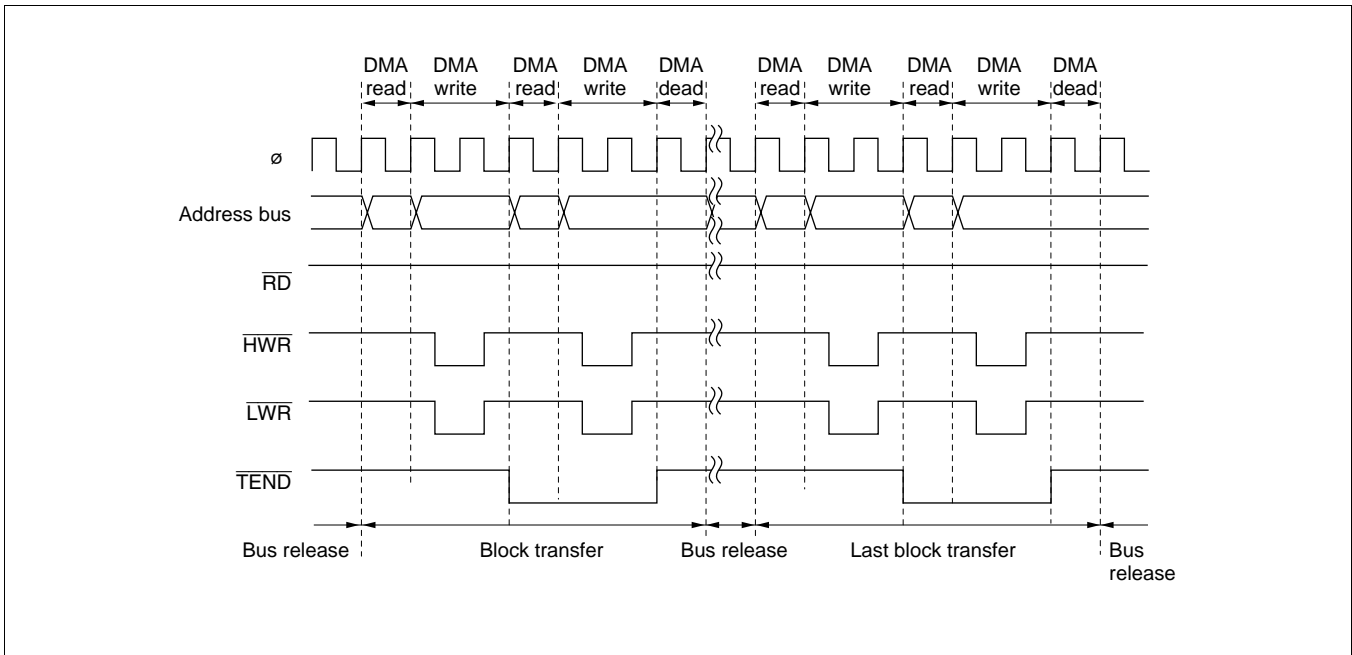 DMA read DMA write DMA read DMA write DMA dead DMA read DMA write DMA read DMA write DMA dead
ø
Address bus
RD
HWR
LWR
TEND
Bus release Block transfer Bus release Last block transfer Bus release